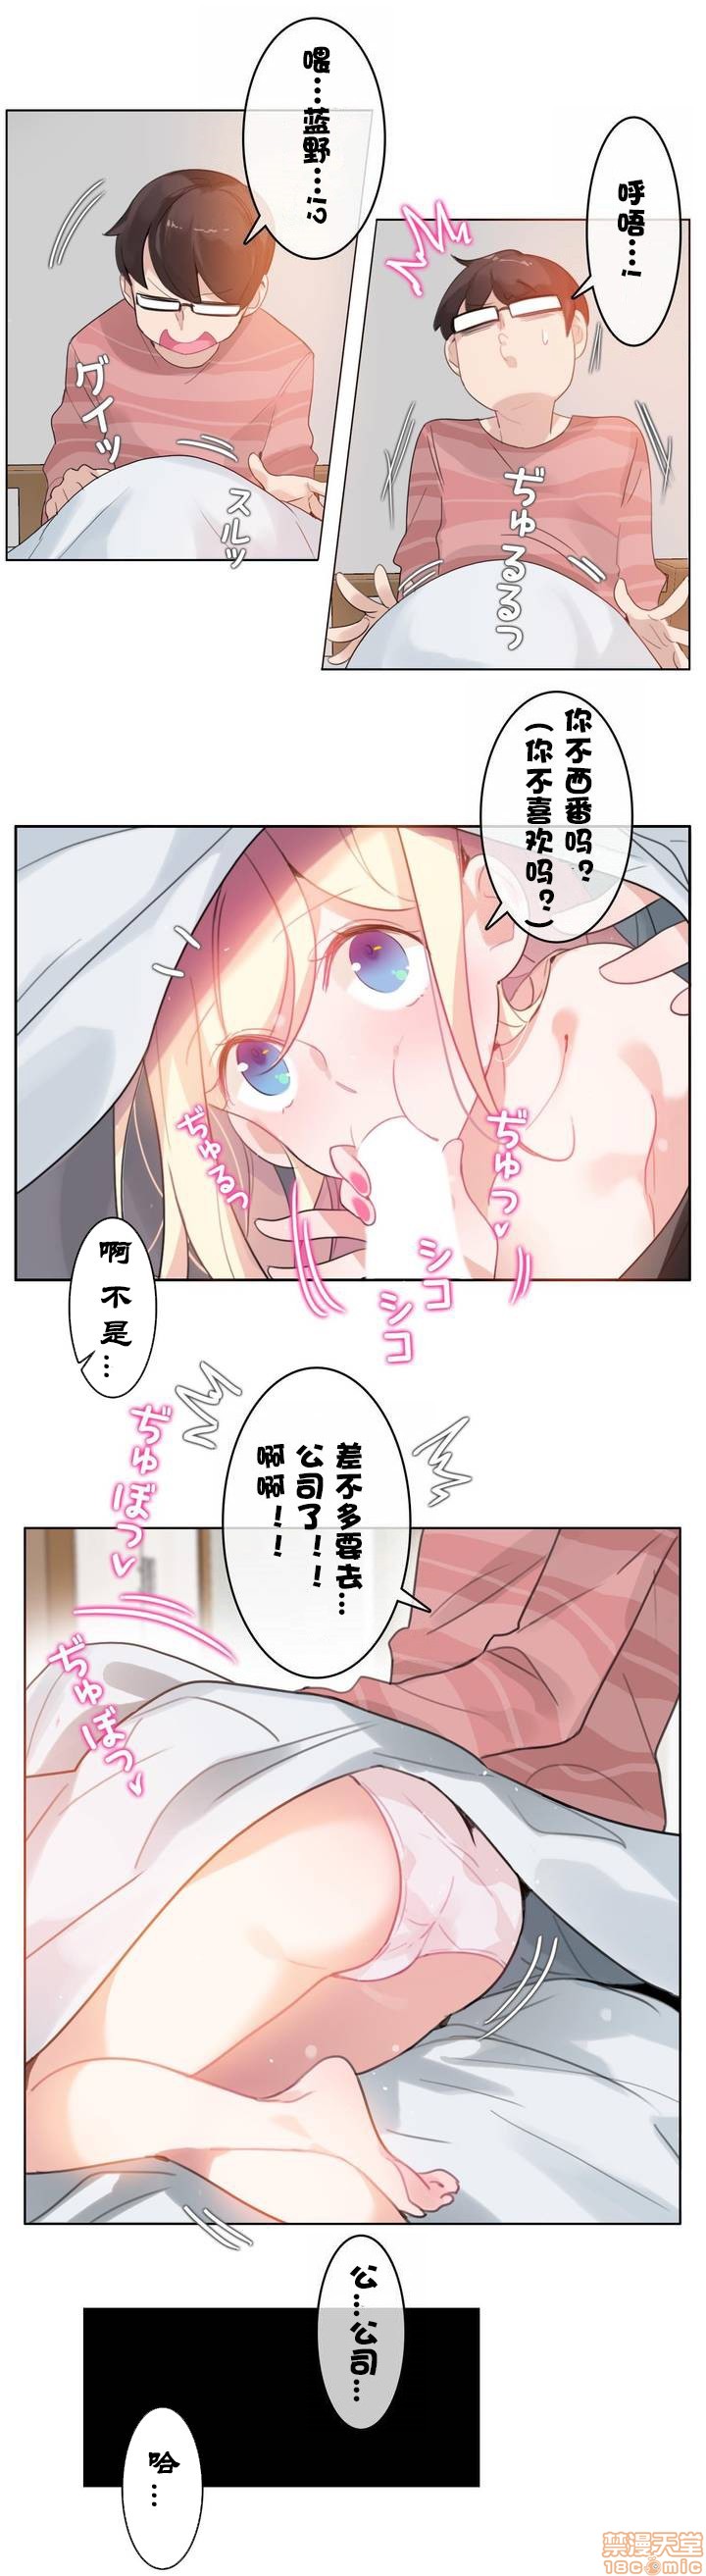 喂…蓝野…!?
グイッ
スルッ
呼唔…!
ぢゅるるっ
你不西番吗?
(你不喜欢吗?)
ぢゅるっ
ぢゅっ♥
シコ
シコ
啊 不是…
ぢゅぼっ♥
差不多要去…
公司了!!
啊啊!!
ぢゅぼっ♥
公…公司…
哈…
禁漫天堂
18comic